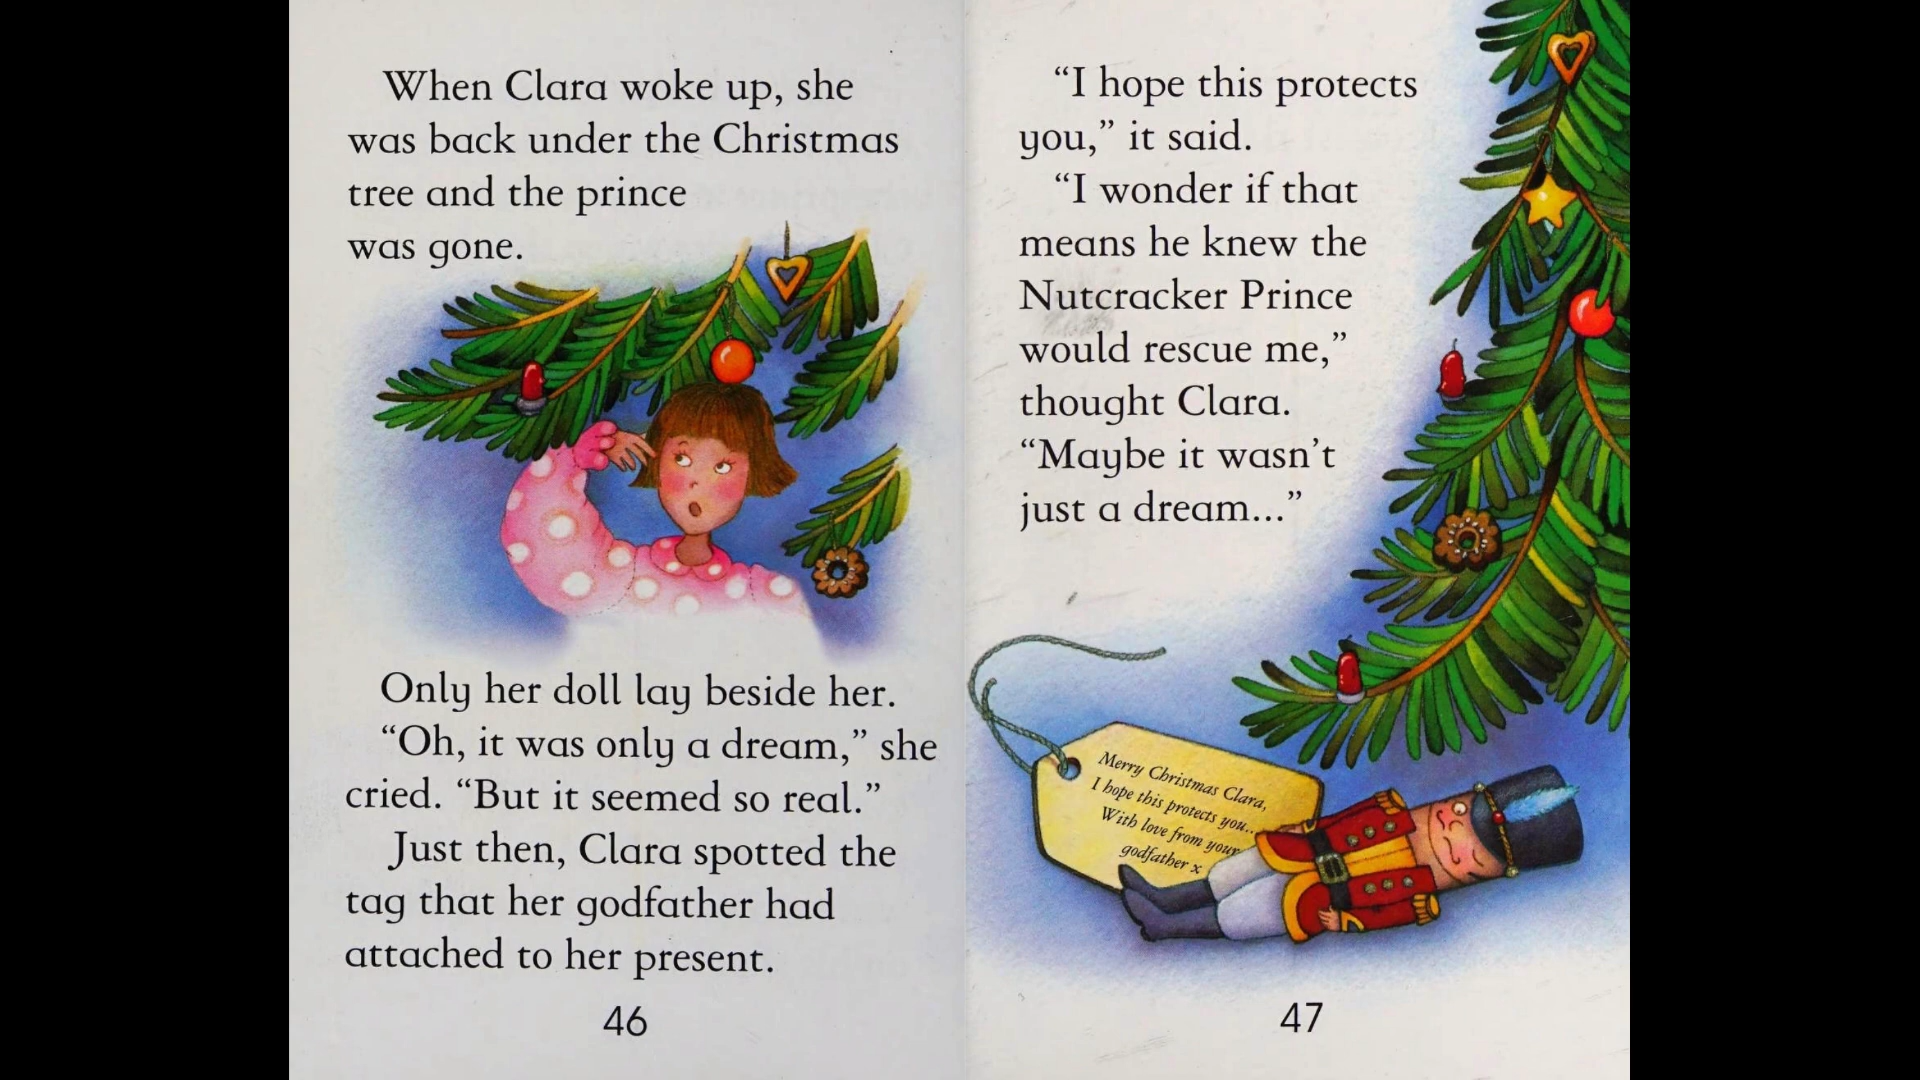 When Clara woke up, she
was back under the Christmas
tree and the prince
was gone.
Only her doll lay beside her.
“Oh, it was only a dream,” she
cried. “But it seemed so real.”
Just then, Clara spotted the
tag that her godfather had
attached to her present.
46
“I hope this protects
you,” it said.
“I wonder if that
means he knew the
Nutcracker Prince
would rescue me,”
thought Clara.
“Maybe it wasn’t
just a dream...”
Merry Christmas Clara,
I hope this protects you...
With love from your
godfather x
47